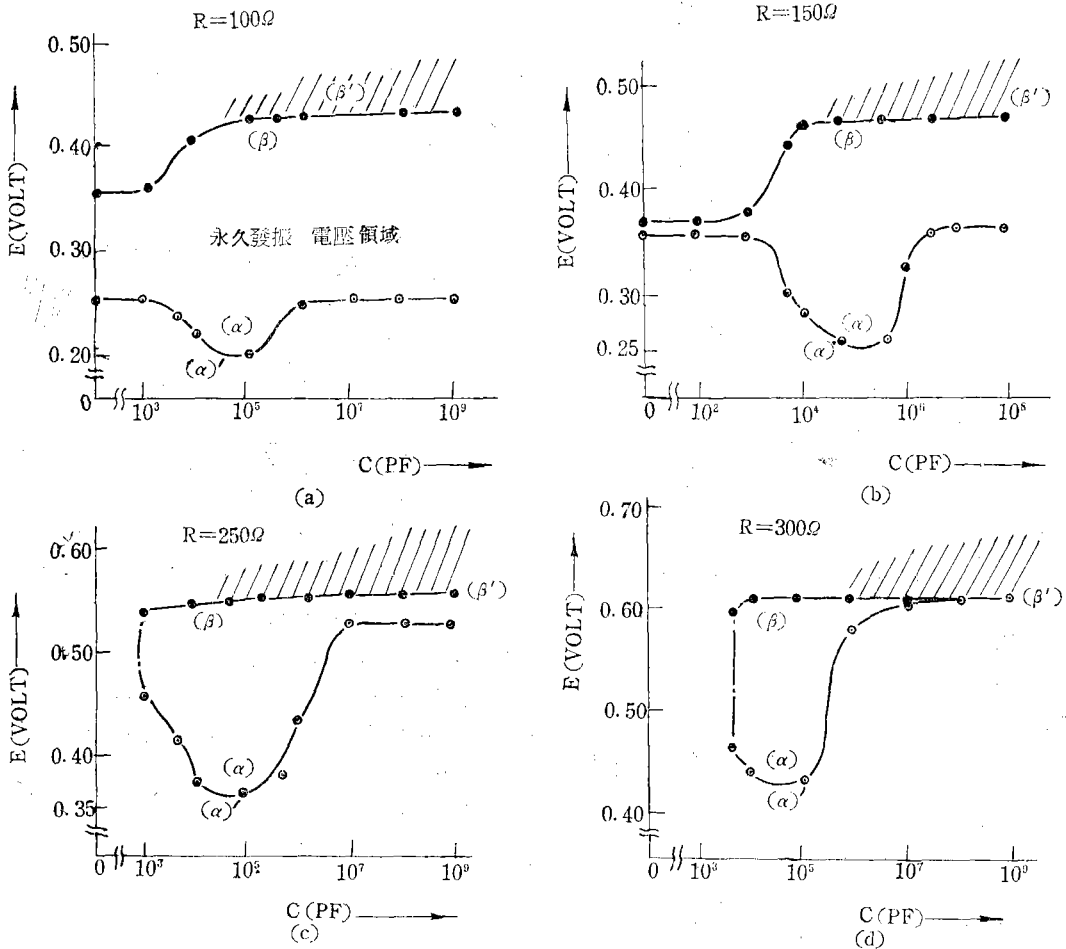 R=100Ω
0.50
0.40
0.30
0.20
0
E(VOLT)
(β')
(β)
永久發振 電壓領域
(α)
(α)'
10³ 10⁵ 10⁷ 10⁹
C(PF)
(a)
R=150Ω
0.50
0.40
0.30
0.25
0
E(VOLT)
(β')
(β)
(α)
(α)'
10² 10⁴ 10⁶ 10⁸
C(PF)
(b)
R=250Ω
0.60
0.50
0.40
0.35
0
E(VOLT)
(β')
(β)
(α)
(α)'
10³ 10⁵ 10⁷ 10⁹
C(PF)
(c)
R=300Ω
0.70
0.60
0.50
0.40
0
E(VOLT)
(β')
(β)
(α)
(α)'
10³ 10⁵ 10⁷ 10⁹
C(PF)
(d)